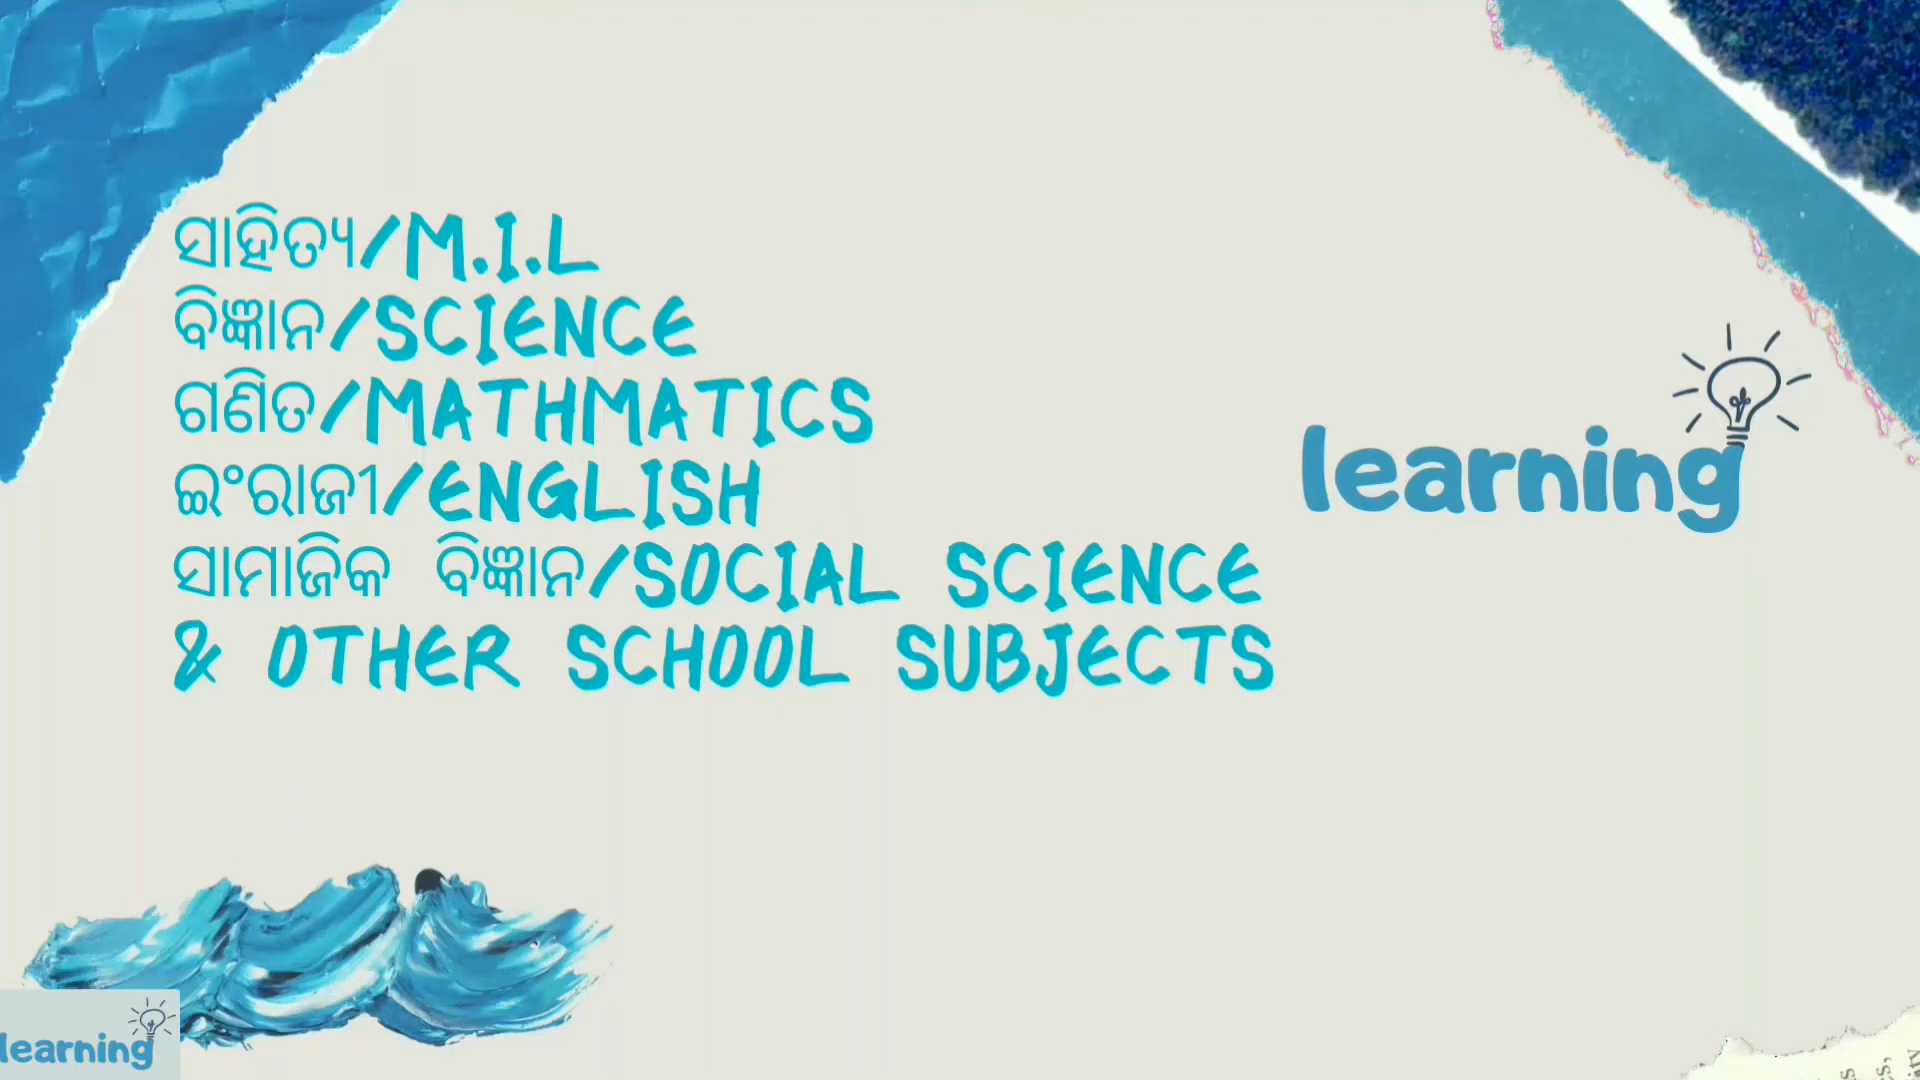 ସାହିତ୍ୟ/M.I.L
ବିଜ୍ଞାନ/SCIENCE
ଗଣିତ/MATHMATICS
ଇଂରାଜୀ/ENGLISH
ସାମାଜିକ ବିଜ୍ଞାନ/SOCIAL SCIENCE
& OTHER SCHOOL SUBJECTS
learning
learning